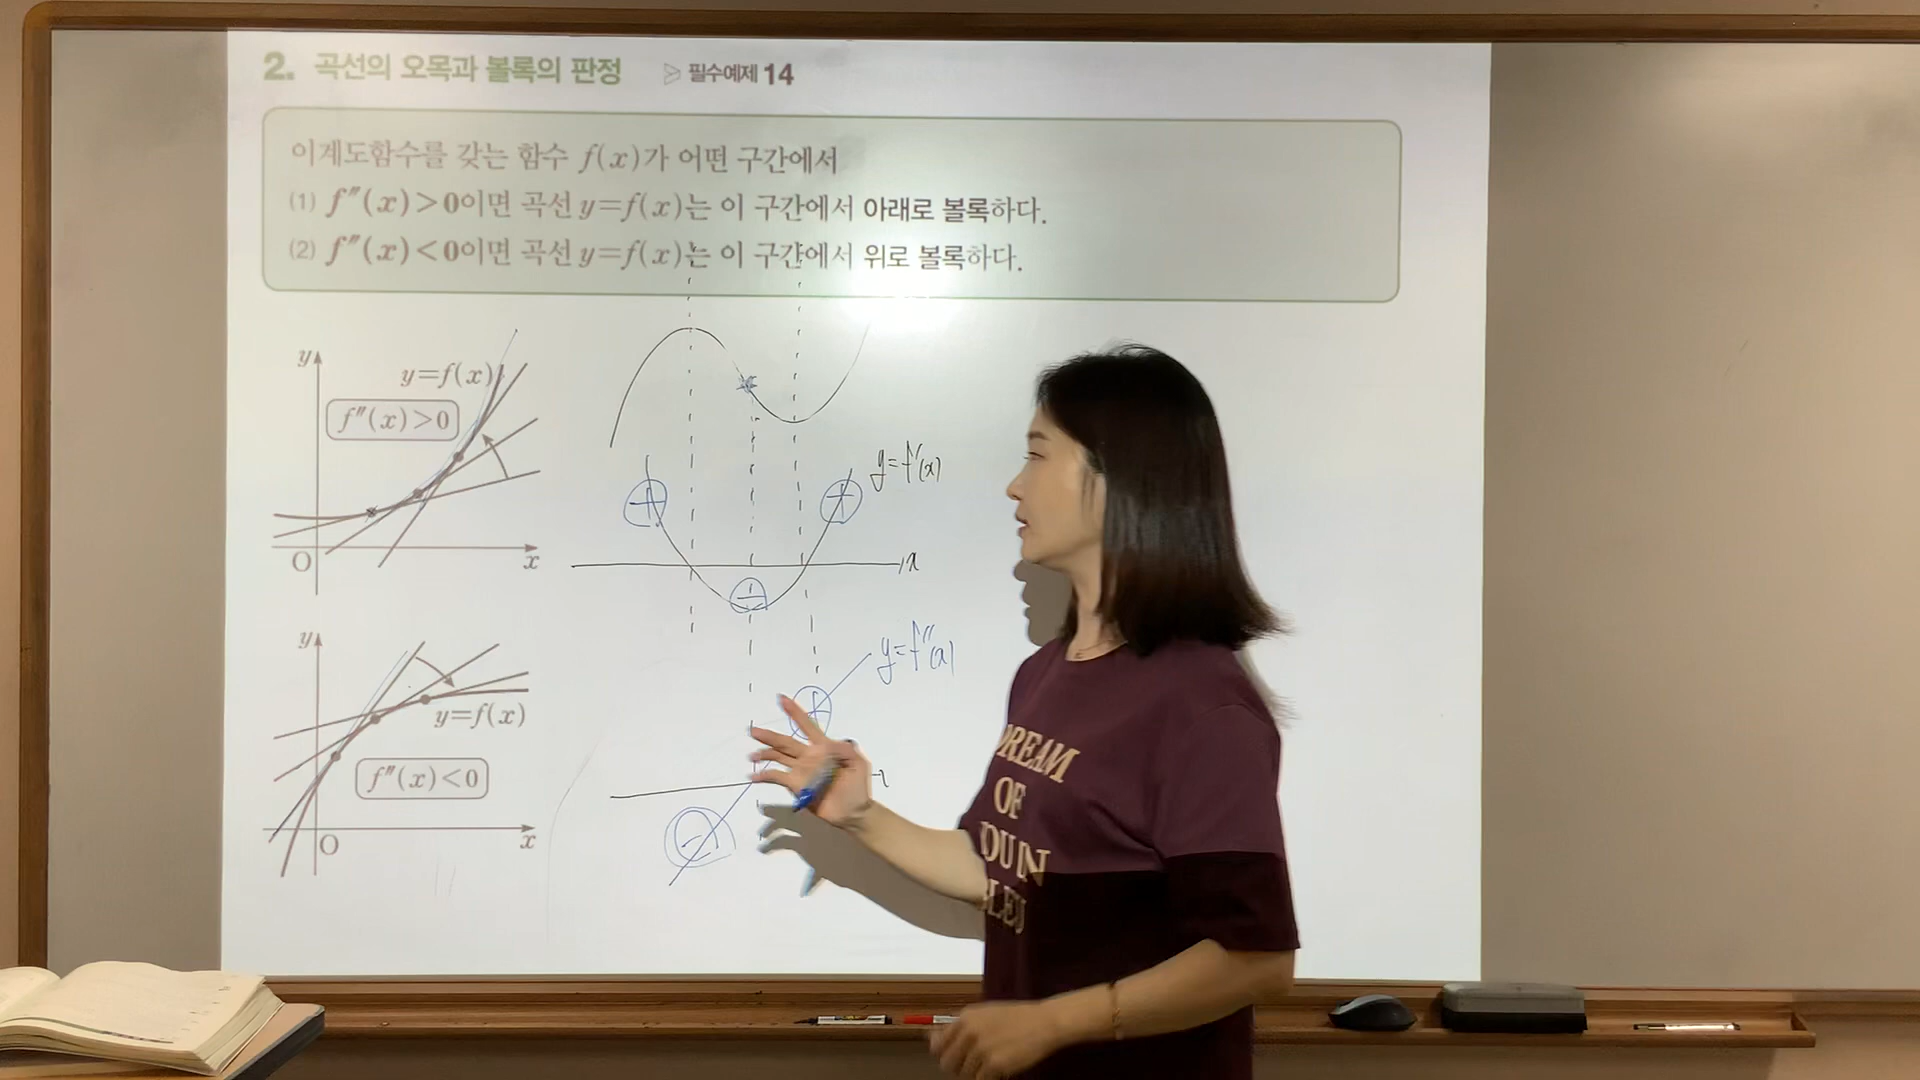 2. 곡선의 오목과 볼록의 판정 ▷ 필수예제 14
이계도함수를 갖는 함수 f(x)가 어떤 구간에서
(1) f″(x)>0이면 곡선 y=f(x)는 이 구간에서 아래로 볼록하다.
(2) f″(x)<0이면 곡선 y=f(x)는 이 구간에서 위로 볼록하다.
y
y=f(x)
f″(x)>0
O
x
y
y=f(x)
f″(x)<0
O
x
+
+
y=f′(x)
−
x
y=f″(x)
+
−
DREAM
OF
YOU IN